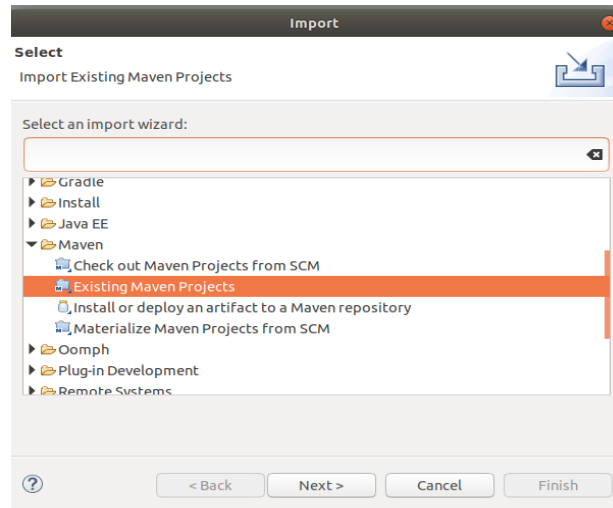 Import
Select
Import Existing Maven Projects
Select an import wizard:
Gradle
Install
Java EE
Maven
Check out Maven Projects from SCM
Existing Maven Projects
Install or deploy an artifact to a Maven repository
Materialize Maven Projects from SCM
Oomph
Plug-in Development
Remote Systems
?
< Back
Next >
Cancel
Finish